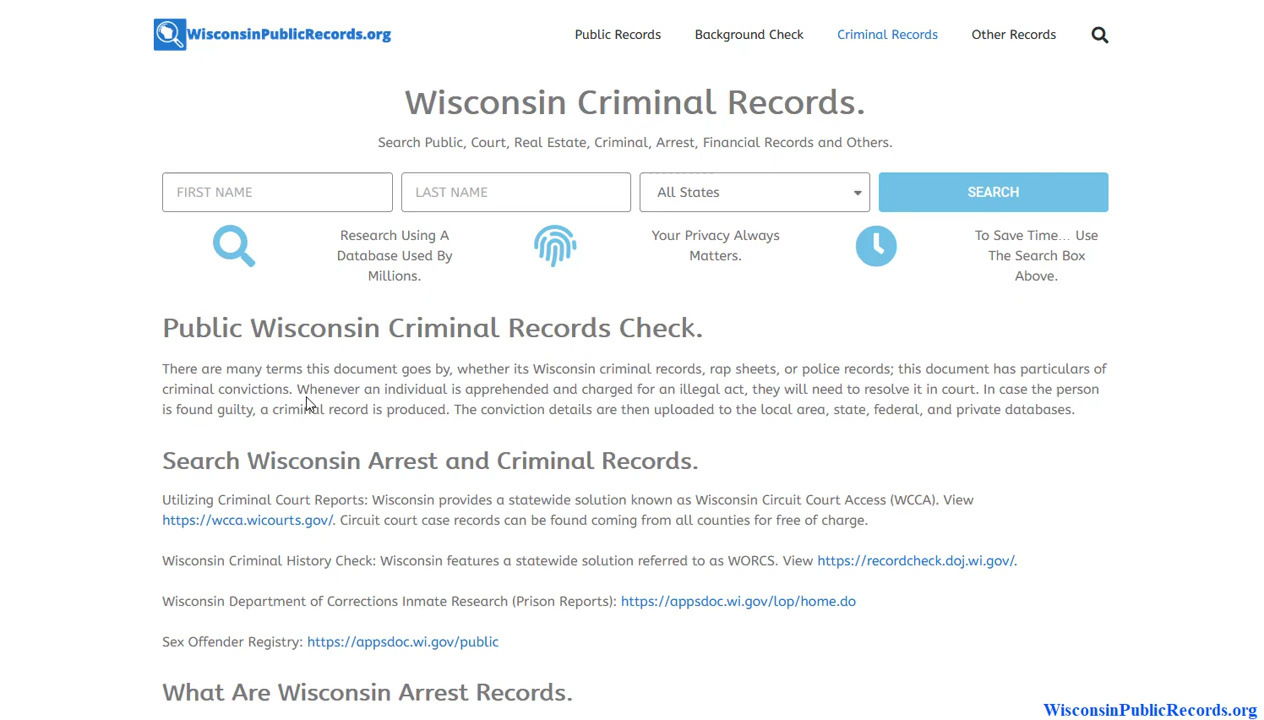 WisconsinPublicRecords.org
Public Records
Background Check
Criminal Records
Other Records
Wisconsin Criminal Records.
Search Public, Court, Real Estate, Criminal, Arrest, Financial Records and Others.
FIRST NAME
LAST NAME
All States
SEARCH
Research Using A
Database Used By
Millions.
Your Privacy Always
Matters.
To Save Time... Use
The Search Box
Above.
Public Wisconsin Criminal Records Check.
There are many terms this document goes by, whether its Wisconsin criminal records, rap sheets, or police records; this document has particulars of
criminal convictions. Whenever an individual is apprehended and charged for an illegal act, they will need to resolve it in court. In case the person
is found guilty, a criminal record is produced. The conviction details are then uploaded to the local area, state, federal, and private databases.
Search Wisconsin Arrest and Criminal Records.
Utilizing Criminal Court Reports: Wisconsin provides a statewide solution known as Wisconsin Circuit Court Access (WCCA). View
https://wcca.wicourts.gov/. Circuit court case records can be found coming from all counties for free of charge.
Wisconsin Criminal History Check: Wisconsin features a statewide solution referred to as WORCS. View https://recordcheck.doj.wi.gov/.
Wisconsin Department of Corrections Inmate Research (Prison Reports): https://appsdoc.wi.gov/lop/home.do
Sex Offender Registry: https://appsdoc.wi.gov/public
What Are Wisconsin Arrest Records.
WisconsinPublicRecords.org